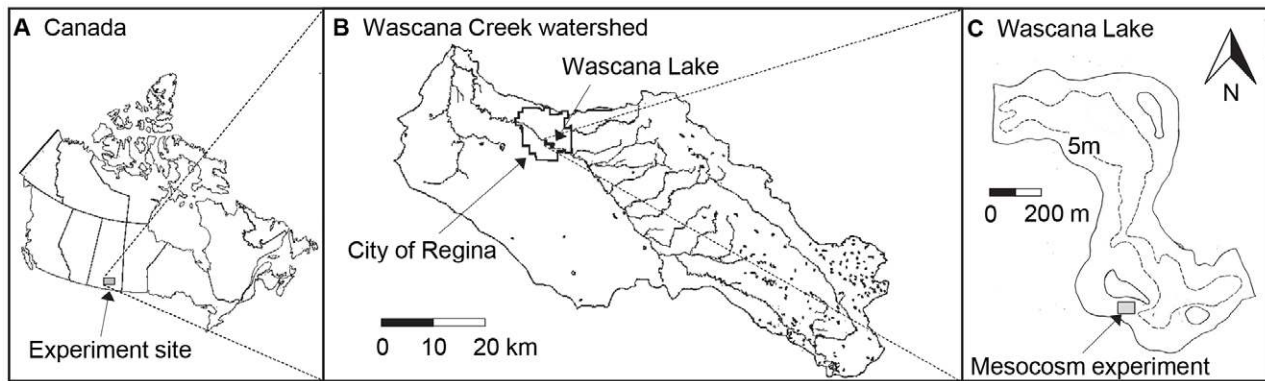 A Canada
Experiment site
B Wascana Creek watershed
Wascana Lake
City of Regina
0 10 20 km
C Wascana Lake
N
5m
0 200 m
Mesocosm experiment